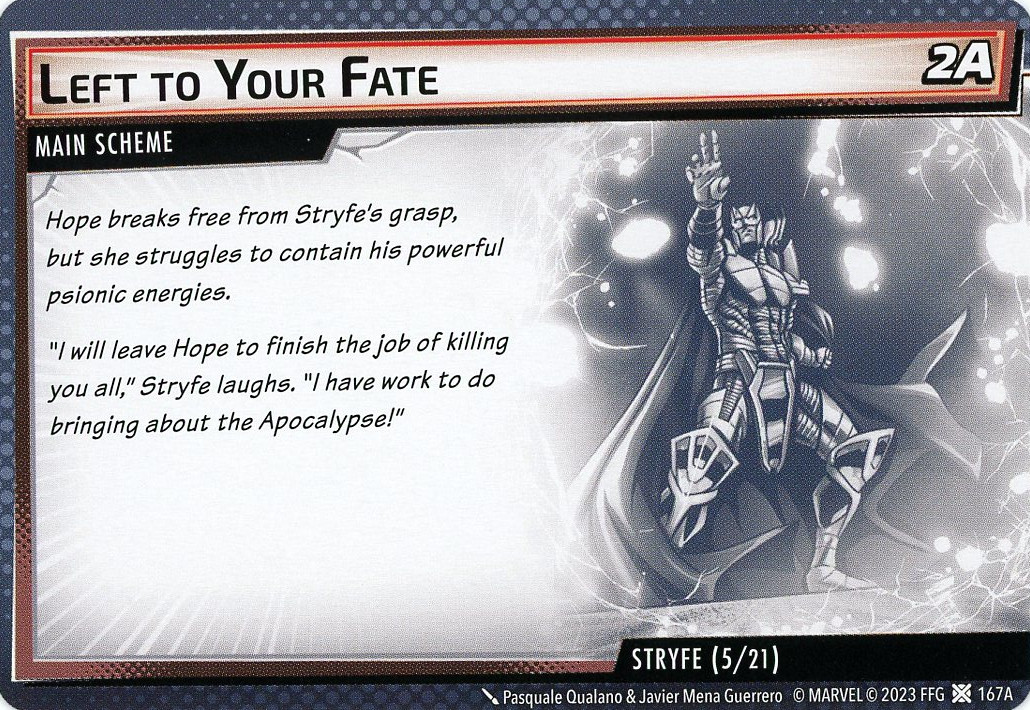 Left to Your Fate
2A
Main Scheme
Hope breaks free from Stryfe's grasp,
but she struggles to contain his powerful
psionic energies.
"I will leave Hope to finish the job of killing
you all," Stryfe laughs. "I have work to do
bringing about the Apocalypse!"
STRYFE (5/21)
Pasquale Qualano & Javier Mena Guerrero © MARVEL © 2023 FFG 167A